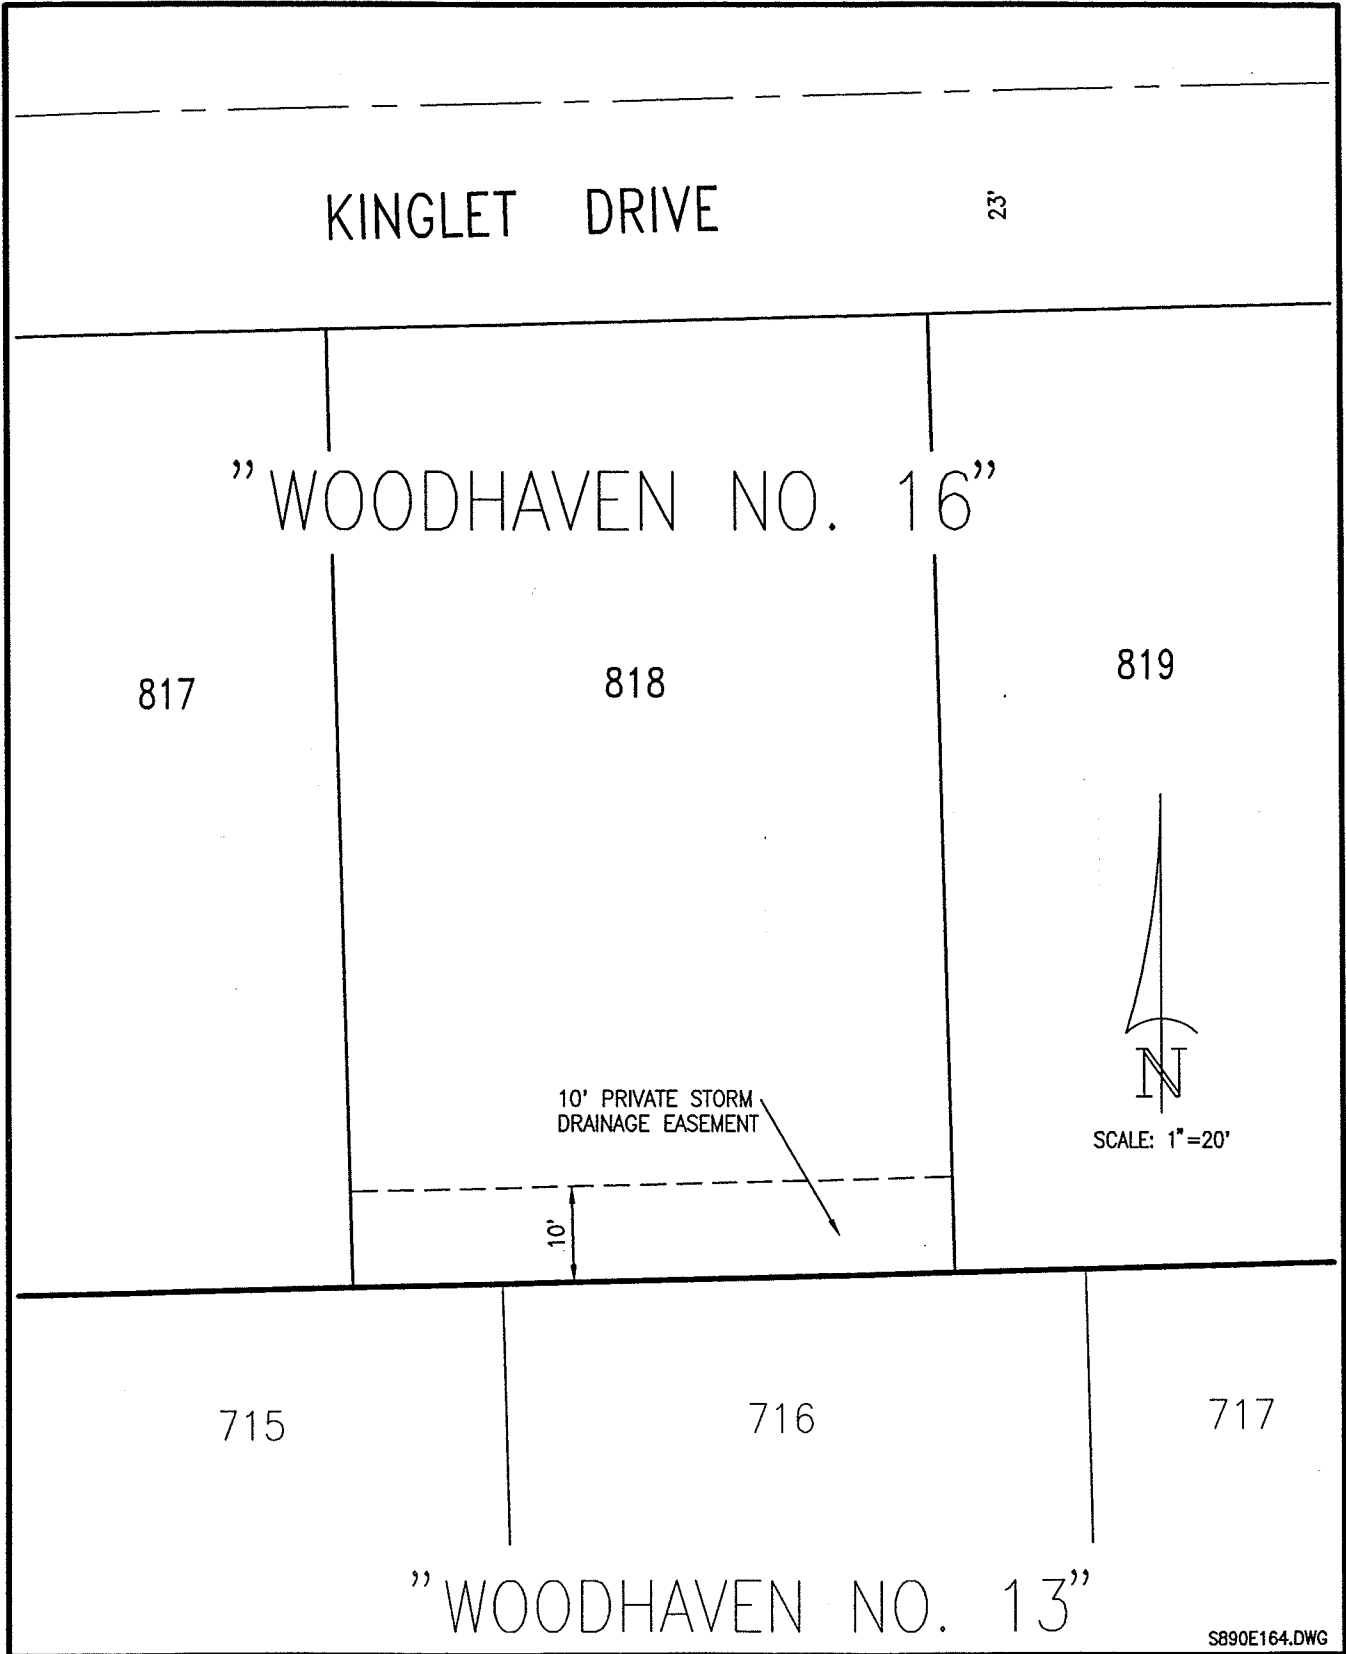 KINGLET DRIVE
23'
”WOODHAVEN NO. 16”
817
818
819
N
SCALE: 1"=20'
10' PRIVATE STORM
DRAINAGE EASEMENT
10'
715
716
717
”WOODHAVEN NO. 13”
S890E164.DWG